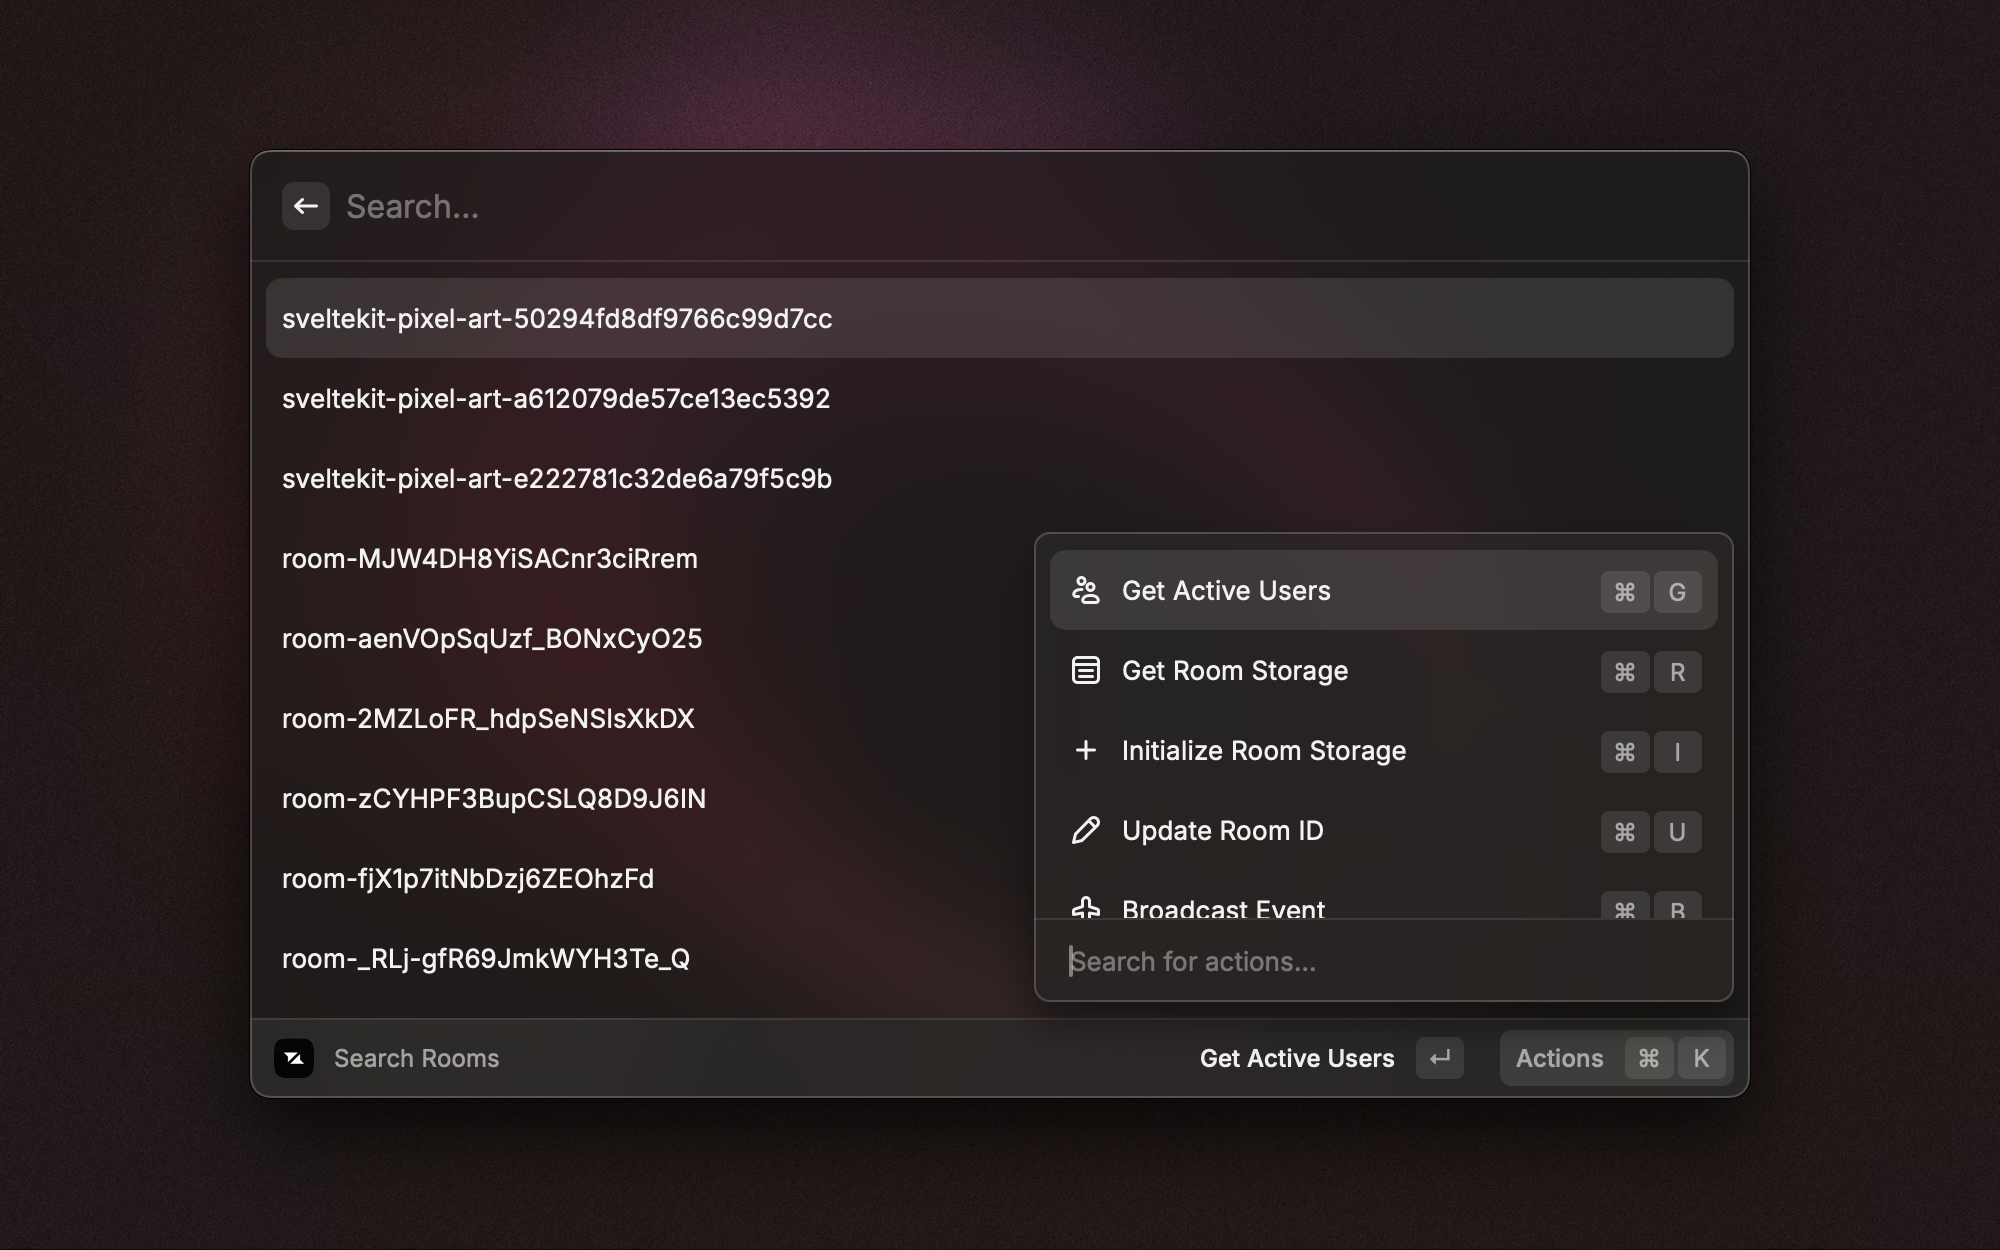 Search...
sveltekit-pixel-art-50294fd8df9766c99d7cc
sveltekit-pixel-art-a612079de57ce13ec5392
sveltekit-pixel-art-e222781c32de6a79f5c9b
room-MJW4DH8YiSACnr3ciRrem
room-aenVOpSqUzf_BONxCyO25
room-2MZLoFR_hdpSeNSlsXkDX
room-zCYHPF3BupCSLQ8D9J6IN
room-fjX1p7itNbDzj6ZEOhzFd
room-_RLj-gfR69JmkWYH3Te_Q
Get Active Users ⌘ G
Get Room Storage ⌘ R
Initialize Room Storage ⌘ I
Update Room ID ⌘ U
Broadcast Event ⌘ B
Search for actions...
Search Rooms Get Active Users ↵ Actions ⌘ K